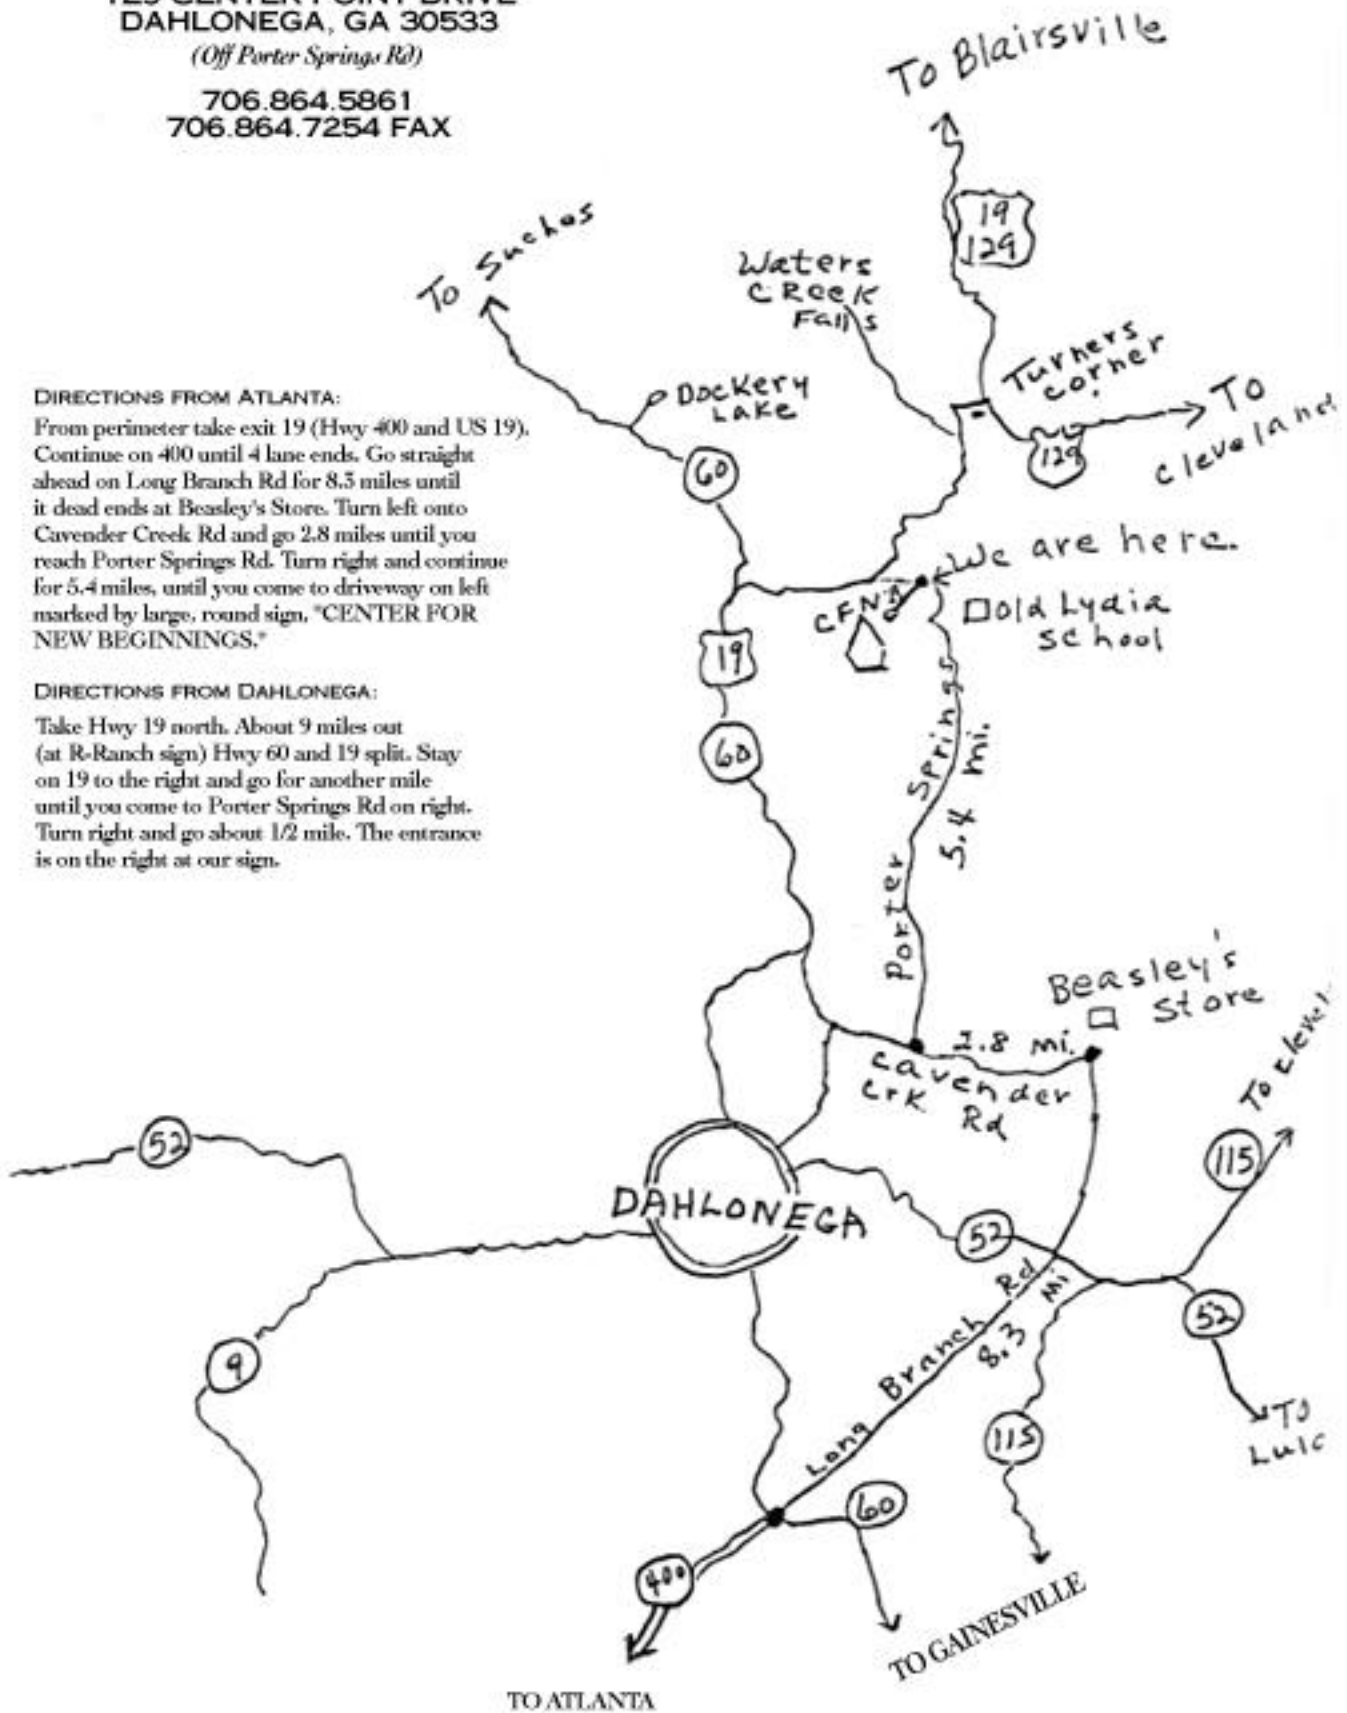 DAHLONEGA, GA 30533
(Off Porter Springs Rd)
706.864.5861
706.864.7254 FAX
To Blairsville
19
129
To Suches
Waters
Creek
Falls
Turners
Corner
To
Cleveland
129
Dockery
Lake
60
DIRECTIONS FROM ATLANTA:
From perimeter take exit 19 (Hwy 400 and US 19).
Continue on 400 until 4 lane ends. Go straight
ahead on Long Branch Rd for 8.3 miles until
it dead ends at Beasley's Store. Turn left onto
Cavender Creek Rd and go 2.8 miles until you
reach Porter Springs Rd. Turn right and continue
for 5.4 miles, until you come to driveway on left
marked by large, round sign, "CENTER FOR
NEW BEGINNINGS."
We are here.
CFNB
Old Lydia
School
19
60
DIRECTIONS FROM DAHLONEGA:
Take Hwy 19 north. About 9 miles out
(at R-Ranch sign) Hwy 60 and 19 split. Stay
on 19 to the right and go for another mile
until you come to Porter Springs Rd on right.
Turn right and go about 1/2 mile. The entrance
is on the right at our sign.
Porter Springs
5.4 mi.
Beasley's
Store
2.8 mi.
Cavender
Crk Rd
To
115
52
DAHLONEGA
52
52
To
9
Long Branch Rd
8.3 mi
115
60
400
TO GAINESVILLE
TO ATLANTA